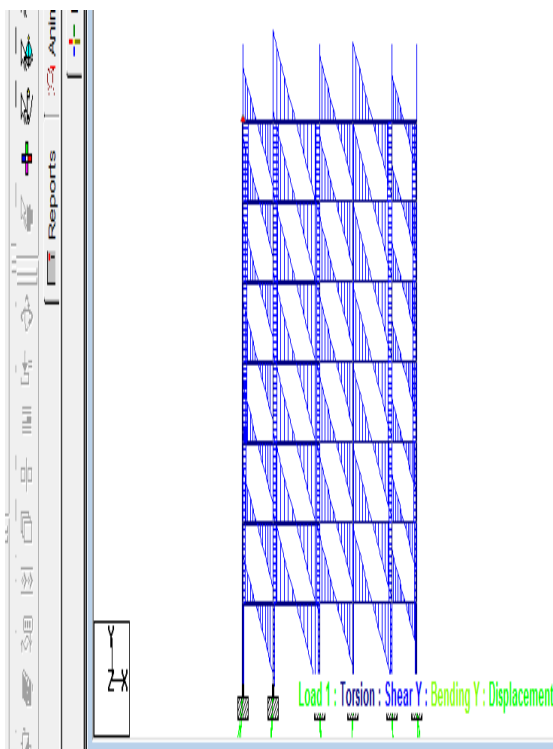 Anim
Reports
Y
Z X
Load 1 : Torsion : Shear Y : Bending Y : Displacement